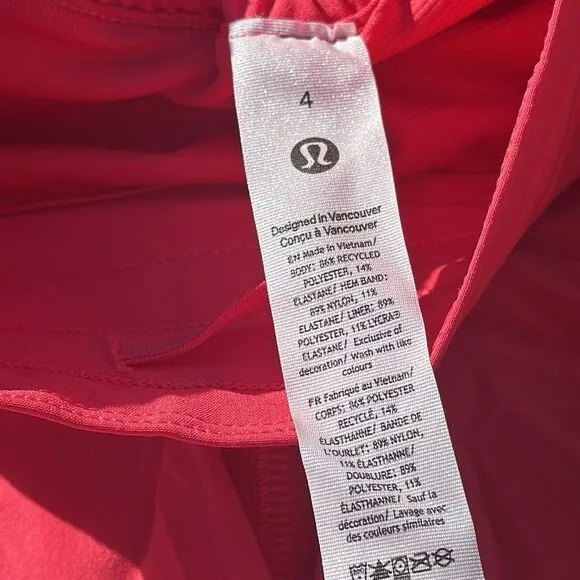 4
Designed in Vancouver
Conçu à Vancouver
EN Made in Vietnam/
BODY: 86% RECYCLED
POLYESTER, 14%
ELASTANE/ HEM BAND:
89% NYLON, 11%
ELASTANE/ LINER: 89%
POLYESTER, 11% LYCRA®
ELASTANE/ Exclusive of
decoration/ Wash with like
colours
FR Fabriqué au Vietnam/
CORPS: 86% POLYESTER
RECYCLÉ, 14%
ÉLASTHANNE/ BANDE DE
L'OURLET: 89% NYLON,
11% ÉLASTHANNE/
DOUBLURE: 89%
POLYESTER, 11%
ÉLASTHANNE/ Sauf la
décoration/ Lavage avec
des couleurs similaires